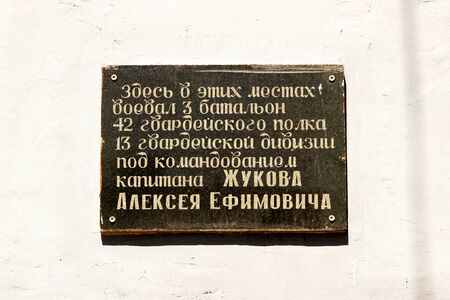 Здесь в этих местах
воевал 3 батальон
42 гвардейского полка
13 гвардейской дивизии
под командованием
капитана ЖУКОВА
АЛЕКСЕЯ ЕФИМОВИЧА